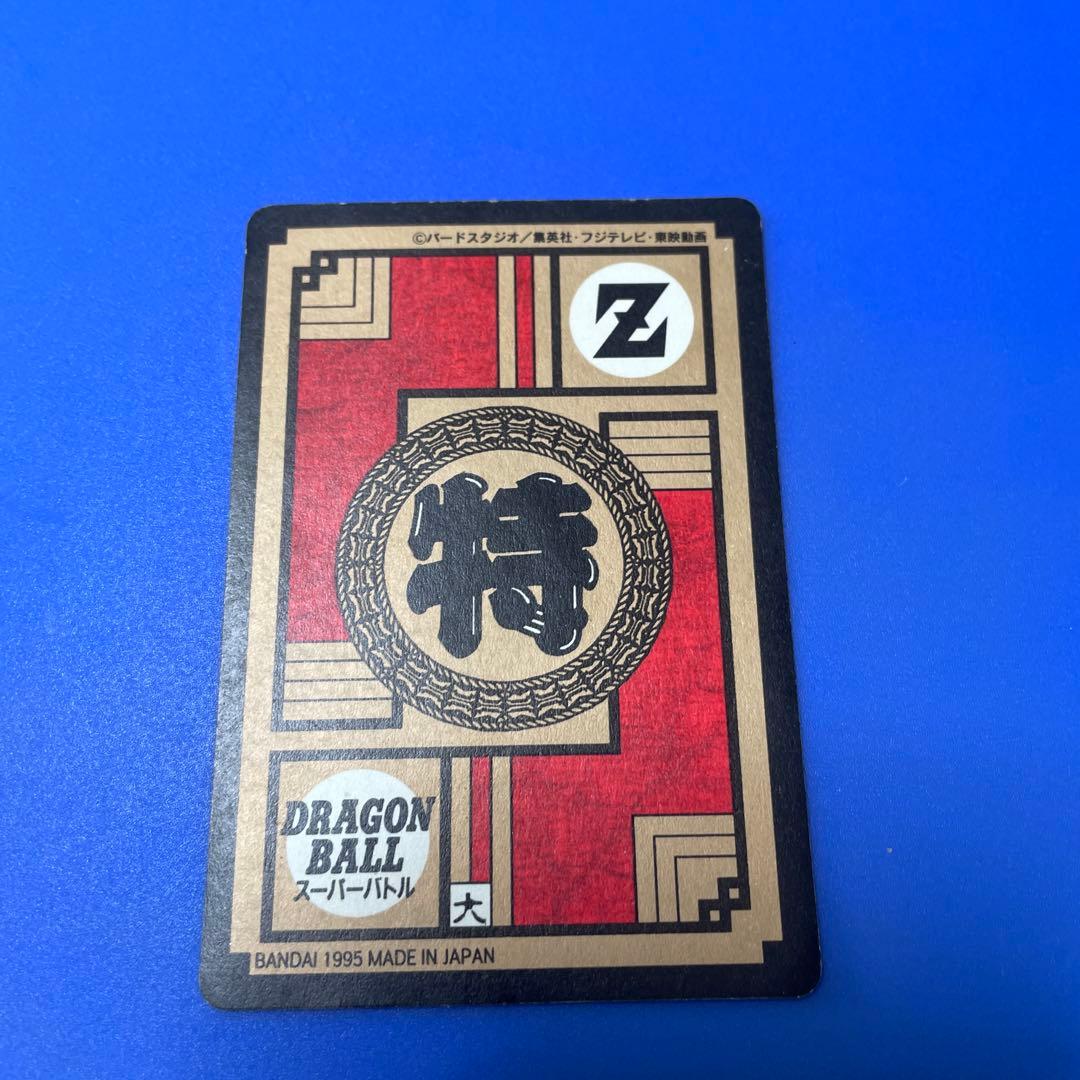 ©バードスタジオ／集英社・フジテレビ・東映動画
Z
特
DRAGON
BALL
スーパーバトル
大
BANDAI 1995 MADE IN JAPAN